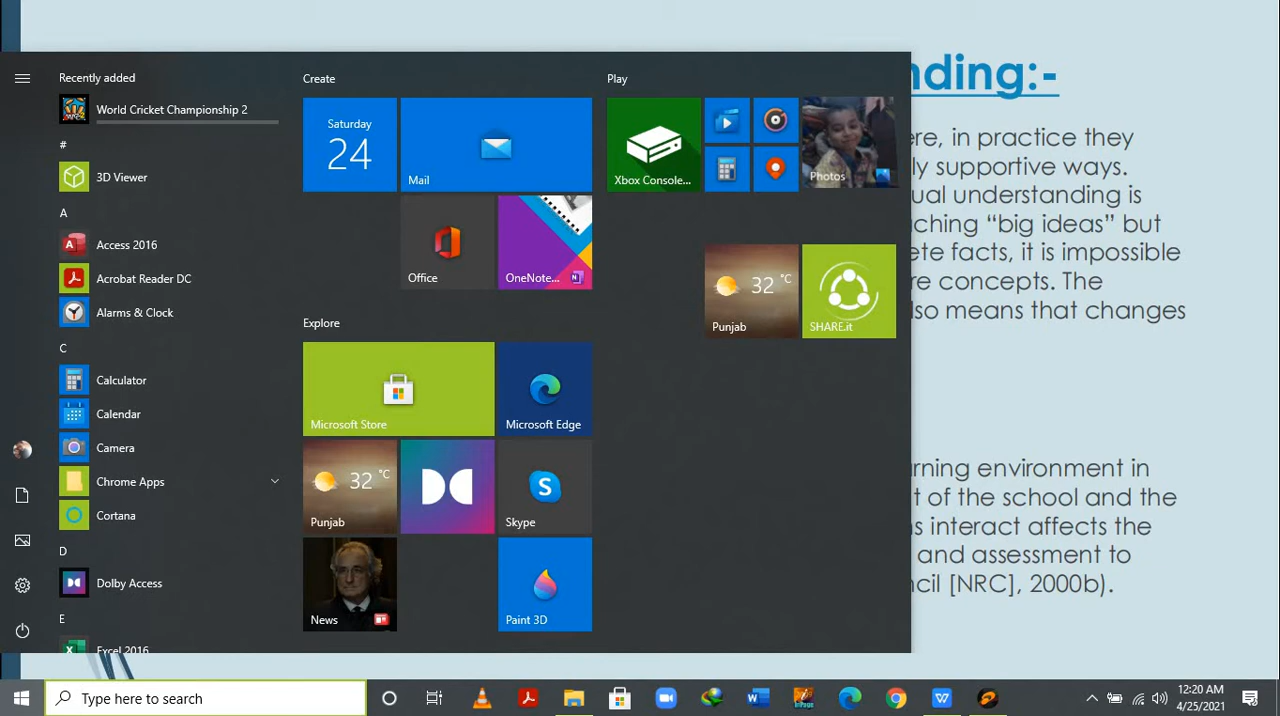 nding:-
ere, in practice they
ly supportive ways.
ual understanding is
aching “big ideas” but
ete facts, it is impossible
re concepts. The
lso means that changes
rning environment in
t of the school and the
ns interact affects the
and assessment to
ncil [NRC], 2000b).
Recently added
World Cricket Championship 2
#
3D Viewer
A
Access 2016
Acrobat Reader DC
Alarms & Clock
C
Calculator
Calendar
Camera
Chrome Apps
Cortana
D
Dolby Access
E
Excel 2016
Create
Saturday
24
Mail
Office
OneNote...
Explore
Microsoft Store
Microsoft Edge
32 °C
Punjab
Skype
News
Paint 3D
Play
Xbox Console...
Photos
32 °C
Punjab
SHAREit
Type here to search
12:20 AM
4/25/2021